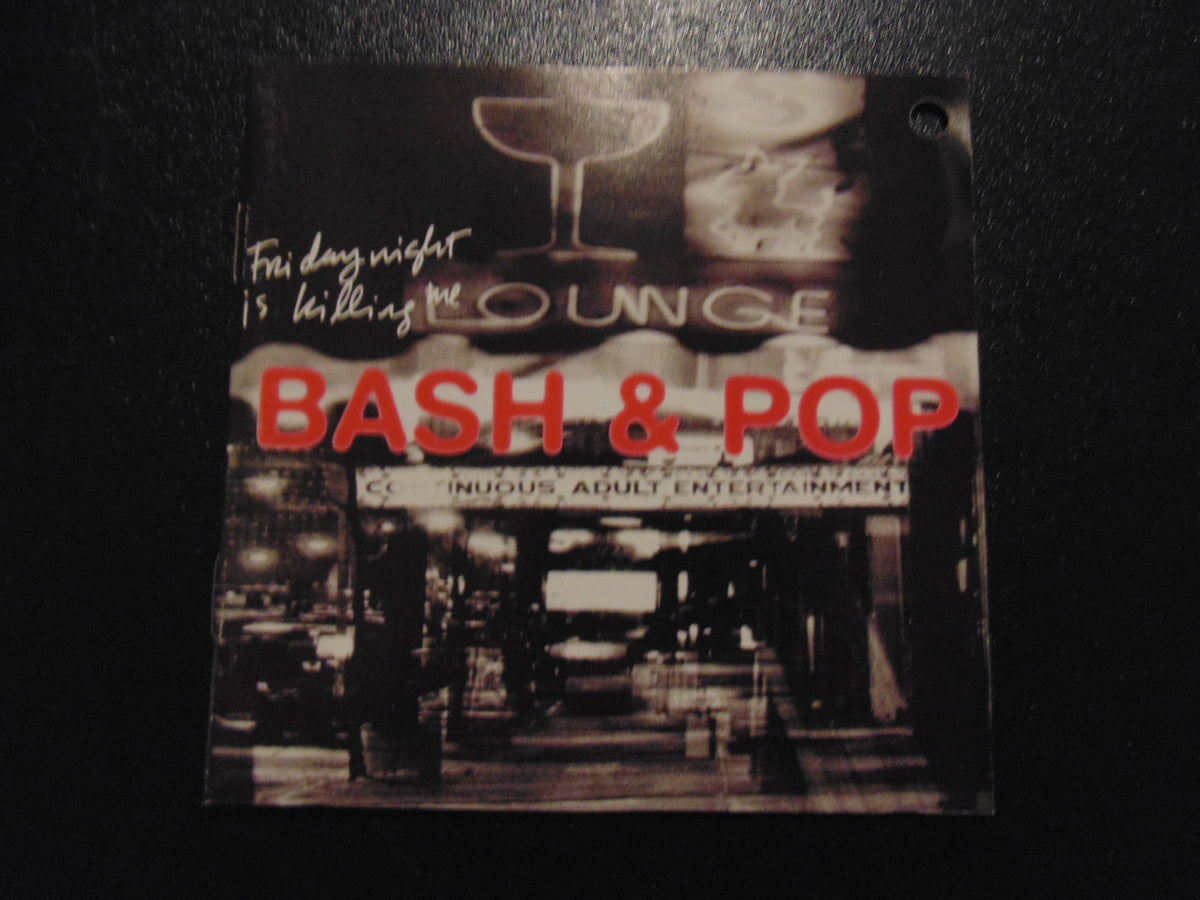 S
Friday night
is killing me
LOUNGE
BASH & POP
CONTINUOUS ADULT ENTERTAINMENT